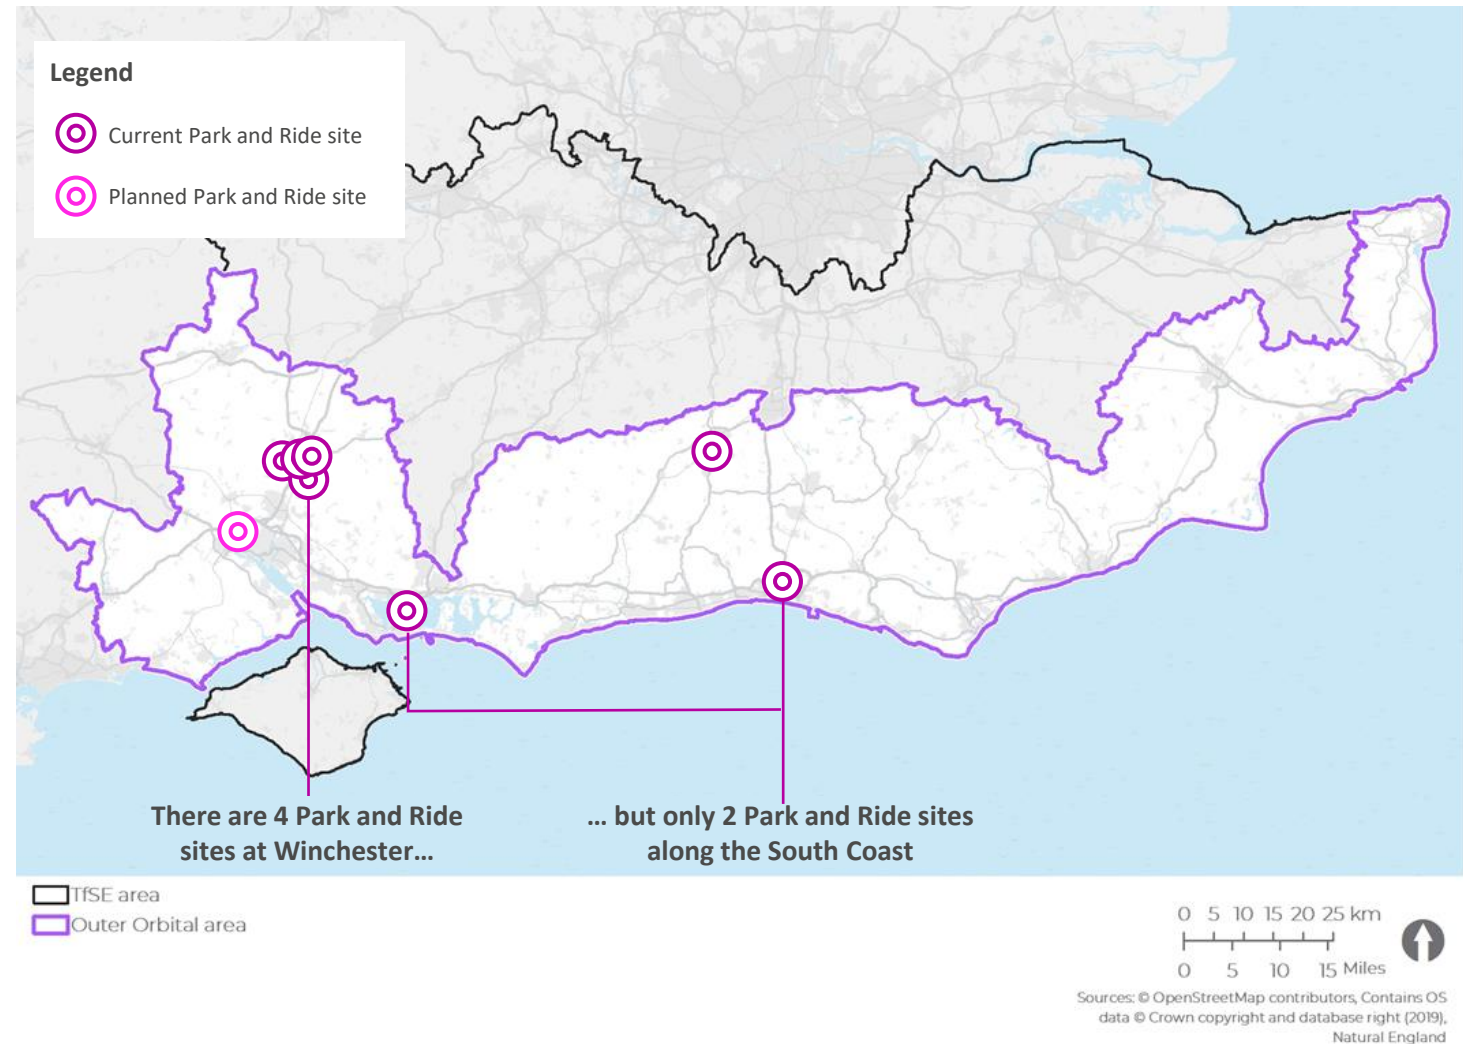 Legend
Current Park and Ride site
Planned Park and Ride site
There are 4 Park and Ride
sites at Winchester...
... but only 2 Park and Ride sites
along the South Coast
TfSE area
Outer Orbital area
0 5 10 15 20 25 km
0 5 10 15 Miles
Sources: © OpenStreetMap contributors, Contains OS
data © Crown copyright and database right (2019),
Natural England